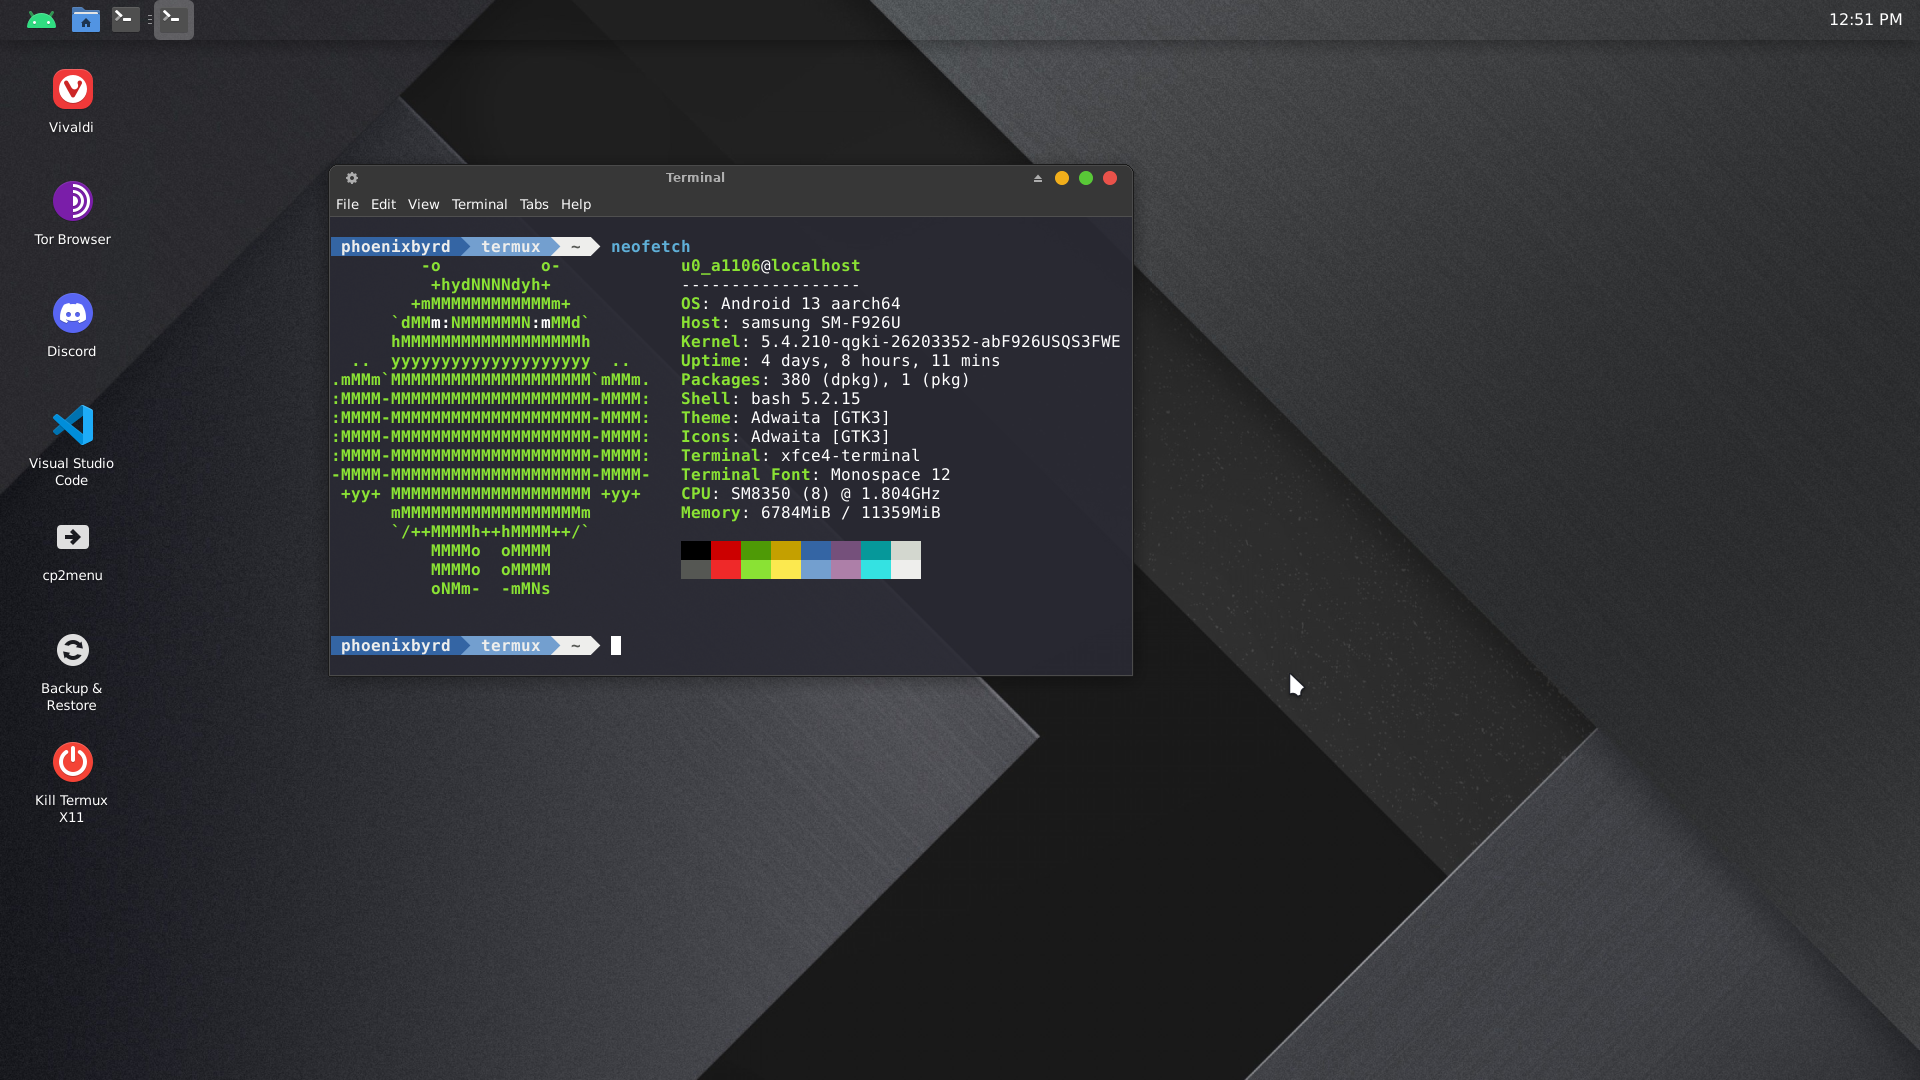 12:51 PM
Vivaldi
Tor Browser
Discord
Visual Studio
Code
cp2menu
Backup &
Restore
Kill Termux
X11
Terminal
File Edit View Terminal Tabs Help
phoenixbyrd termux ~ neofetch
-o o- u0_a1106@localhost
+hydNNNNdyh+ ------------------
+mMMMMMMMMMMMMm+ OS: Android 13 aarch64
`dMMm:NMMMMMMN:mMMd` Host: samsung SM-F926U
hMMMMMMMMMMMMMMMMMMh Kernel: 5.4.210-qgki-26203352-abF926USQS3FWE
.. yyyyyyyyyyyyyyyyyyyy .. Uptime: 4 days, 8 hours, 11 mins
.mMMm`MMMMMMMMMMMMMMMMMMMM`mMMm. Packages: 380 (dpkg), 1 (pkg)
:MMMM-MMMMMMMMMMMMMMMMMMMM-MMMM: Shell: bash 5.2.15
:MMMM-MMMMMMMMMMMMMMMMMMMM-MMMM: Theme: Adwaita [GTK3]
:MMMM-MMMMMMMMMMMMMMMMMMMM-MMMM: Icons: Adwaita [GTK3]
:MMMM-MMMMMMMMMMMMMMMMMMMM-MMMM: Terminal: xfce4-terminal
-MMMM-MMMMMMMMMMMMMMMMMMMM-MMMM- Terminal Font: Monospace 12
+yy+ MMMMMMMMMMMMMMMMMMMM +yy+ CPU: SM8350 (8) @ 1.804GHz
mMMMMMMMMMMMMMMMMMMm Memory: 6784MiB / 11359MiB
`/++MMMMh++hMMMM++/`
MMMMo oMMMM
MMMMo oMMMM
oNMm- -mMNs
phoenixbyrd termux ~